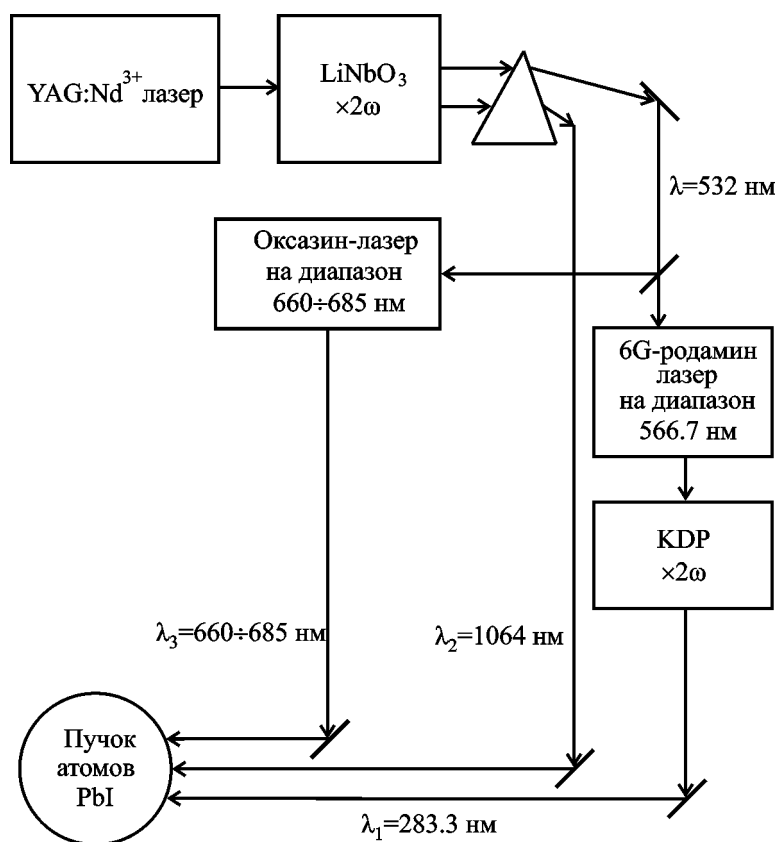 YAG:Nd³⁺ лазер
LiNbO₃
×2ω
λ=532 нм
Оксазин-лазер
на диапазон
660÷685 нм
6G-родамин
лазер
на диапазон
566.7 нм
KDP
×2ω
λ₃=660÷685 нм
λ₂=1064 нм
Пучок
атомов
PbI
λ₁=283.3 нм